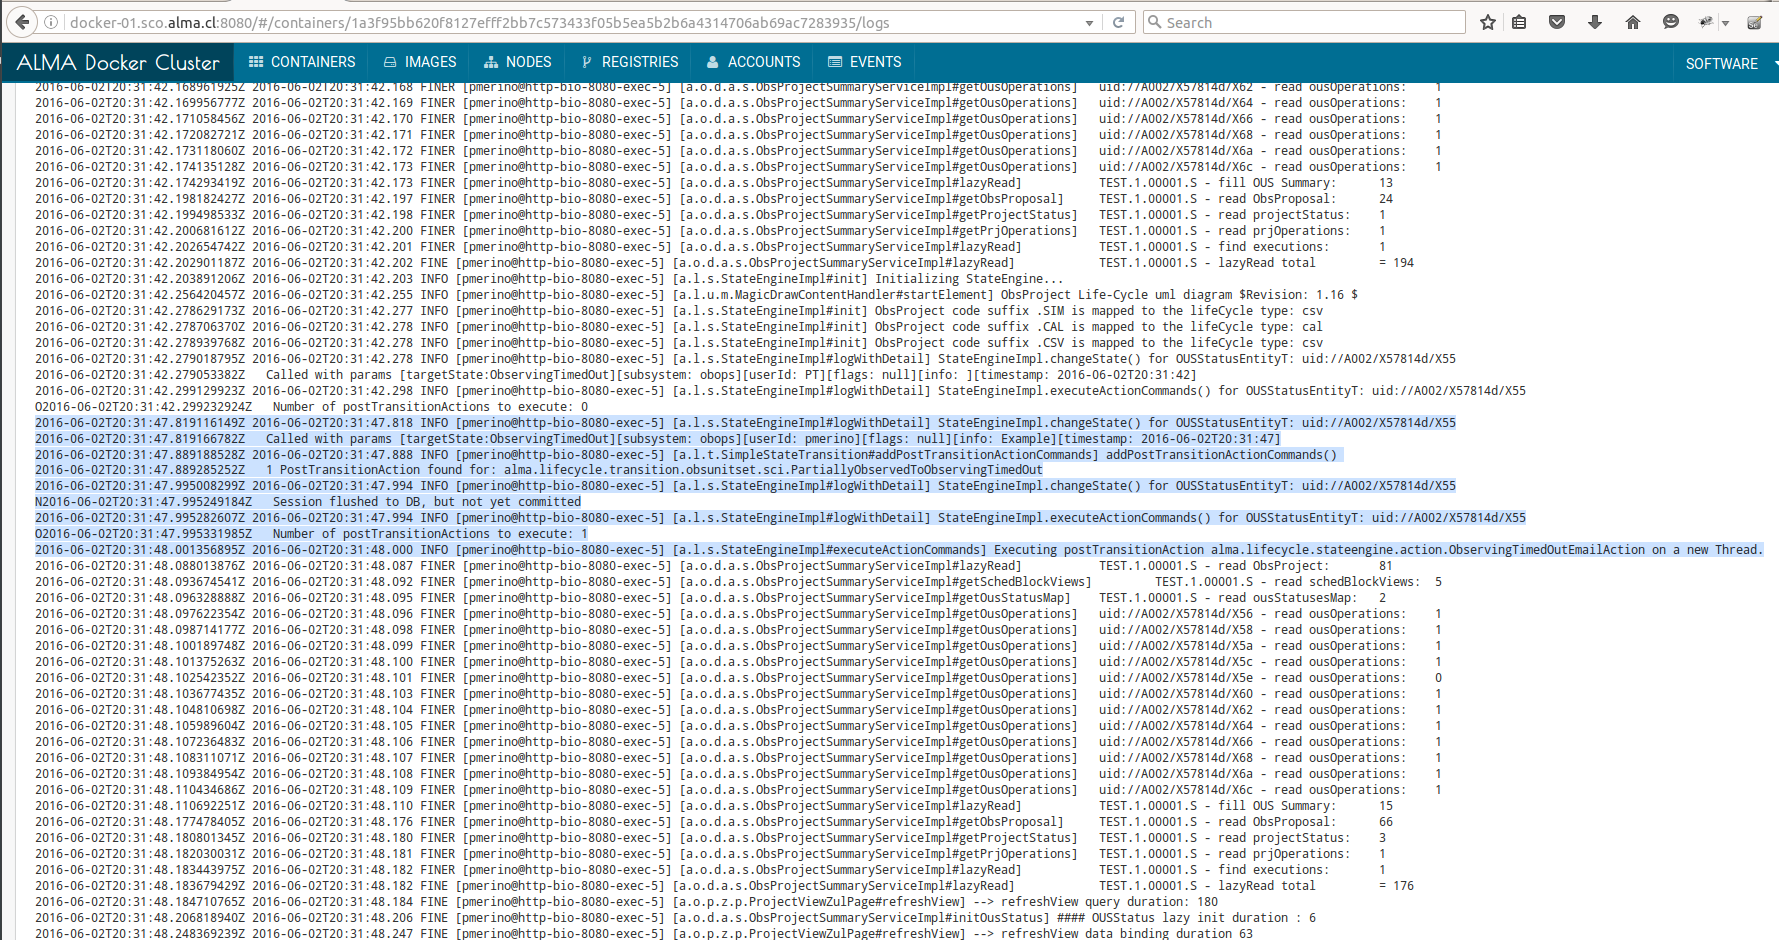 docker-01.sco.alma.cl:8080/#/containers/1a3f95bb620f8127efff2bb7c573433f05b5ea5b2b6a4314706ab69ac7283935/logs
Search
ALMA Docker Cluster CONTAINERS IMAGES NODES REGISTRIES ACCOUNTS EVENTS SOFTWARE
2016-06-02T20:31:42.168961925Z 2016-06-02T20:31:42.168 FINER [pmerino@http-bio-8080-exec-5] [a.o.d.a.s.ObsProjectSummaryServiceImpl#getOusOperations] uid://A002/X57814d/X62 - read ousOperations: 1
2016-06-02T20:31:42.169956777Z 2016-06-02T20:31:42.169 FINER [pmerino@http-bio-8080-exec-5] [a.o.d.a.s.ObsProjectSummaryServiceImpl#getOusOperations] uid://A002/X57814d/X64 - read ousOperations: 1
2016-06-02T20:31:42.171058456Z 2016-06-02T20:31:42.170 FINER [pmerino@http-bio-8080-exec-5] [a.o.d.a.s.ObsProjectSummaryServiceImpl#getOusOperations] uid://A002/X57814d/X66 - read ousOperations: 1
2016-06-02T20:31:42.172082721Z 2016-06-02T20:31:42.171 FINER [pmerino@http-bio-8080-exec-5] [a.o.d.a.s.ObsProjectSummaryServiceImpl#getOusOperations] uid://A002/X57814d/X68 - read ousOperations: 1
2016-06-02T20:31:42.173118060Z 2016-06-02T20:31:42.172 FINER [pmerino@http-bio-8080-exec-5] [a.o.d.a.s.ObsProjectSummaryServiceImpl#getOusOperations] uid://A002/X57814d/X6a - read ousOperations: 1
2016-06-02T20:31:42.174135128Z 2016-06-02T20:31:42.173 FINER [pmerino@http-bio-8080-exec-5] [a.o.d.a.s.ObsProjectSummaryServiceImpl#getOusOperations] uid://A002/X57814d/X6c - read ousOperations: 1
2016-06-02T20:31:42.174293419Z 2016-06-02T20:31:42.173 FINER [pmerino@http-bio-8080-exec-5] [a.o.d.a.s.ObsProjectSummaryServiceImpl#lazyRead] TEST.1.00001.S - fill OUS Summary: 13
2016-06-02T20:31:42.198182427Z 2016-06-02T20:31:42.197 FINER [pmerino@http-bio-8080-exec-5] [a.o.d.a.s.ObsProjectSummaryServiceImpl#getObsProposal] TEST.1.00001.S - read ObsProposal: 24
2016-06-02T20:31:42.199498533Z 2016-06-02T20:31:42.198 FINER [pmerino@http-bio-8080-exec-5] [a.o.d.a.s.ObsProjectSummaryServiceImpl#getProjectStatus] TEST.1.00001.S - read projectStatus: 1
2016-06-02T20:31:42.200681612Z 2016-06-02T20:31:42.200 FINER [pmerino@http-bio-8080-exec-5] [a.o.d.a.s.ObsProjectSummaryServiceImpl#getPrjOperations] TEST.1.00001.S - read prjOperations: 1
2016-06-02T20:31:42.202654742Z 2016-06-02T20:31:42.201 FINER [pmerino@http-bio-8080-exec-5] [a.o.d.a.s.ObsProjectSummaryServiceImpl#lazyRead] TEST.1.00001.S - find executions: 1
2016-06-02T20:31:42.202901187Z 2016-06-02T20:31:42.202 FINE [pmerino@http-bio-8080-exec-5] [a.o.d.a.s.ObsProjectSummaryServiceImpl#lazyRead] TEST.1.00001.S - lazyRead total = 194
2016-06-02T20:31:42.203891206Z 2016-06-02T20:31:42.203 INFO [pmerino@http-bio-8080-exec-5] [a.l.s.StateEngineImpl#init] Initializing StateEngine...
2016-06-02T20:31:42.256420457Z 2016-06-02T20:31:42.255 INFO [pmerino@http-bio-8080-exec-5] [a.l.u.m.MagicDrawContentHandler#startElement] ObsProject Life-Cycle uml diagram $Revision: 1.16 $
2016-06-02T20:31:42.278629173Z 2016-06-02T20:31:42.277 INFO [pmerino@http-bio-8080-exec-5] [a.l.s.StateEngineImpl#init] ObsProject code suffix .SIM is mapped to the lifeCycle type: csv
2016-06-02T20:31:42.278706370Z 2016-06-02T20:31:42.278 INFO [pmerino@http-bio-8080-exec-5] [a.l.s.StateEngineImpl#init] ObsProject code suffix .CAL is mapped to the lifeCycle type: cal
2016-06-02T20:31:42.278939768Z 2016-06-02T20:31:42.278 INFO [pmerino@http-bio-8080-exec-5] [a.l.s.StateEngineImpl#init] ObsProject code suffix .CSV is mapped to the lifeCycle type: csv
2016-06-02T20:31:42.279018795Z 2016-06-02T20:31:42.278 INFO [pmerino@http-bio-8080-exec-5] [a.l.s.StateEngineImpl#logWithDetail] StateEngineImpl.changeState() for OUSStatusEntityT: uid://A002/X57814d/X55
2016-06-02T20:31:42.279053382Z Called with params [targetState:ObservingTimedOut][subsystem: obops][userId: PT][flags: null][info: ][timestamp: 2016-06-02T20:31:42]
2016-06-02T20:31:42.299129923Z 2016-06-02T20:31:42.298 INFO [pmerino@http-bio-8080-exec-5] [a.l.s.StateEngineImpl#logWithDetail] StateEngineImpl.executeActionCommands() for OUSStatusEntityT: uid://A002/X57814d/X55
O2016-06-02T20:31:42.299232924Z Number of postTransitionActions to execute: 0
2016-06-02T20:31:47.819116149Z 2016-06-02T20:31:47.818 INFO [pmerino@http-bio-8080-exec-5] [a.l.s.StateEngineImpl#logWithDetail] StateEngineImpl.changeState() for OUSStatusEntityT: uid://A002/X57814d/X55
2016-06-02T20:31:47.819166782Z Called with params [targetState:ObservingTimedOut][subsystem: obops][userId: pmerino][flags: null][info: Example][timestamp: 2016-06-02T20:31:47]
2016-06-02T20:31:47.889188528Z 2016-06-02T20:31:47.888 INFO [pmerino@http-bio-8080-exec-5] [a.l.t.SimpleStateTransition#addPostTransitionActionCommands] addPostTransitionActionCommands()
2016-06-02T20:31:47.889285252Z 1 PostTransitionAction found for: alma.lifecycle.transition.obsunitset.sci.PartiallyObservedToObservingTimedOut
2016-06-02T20:31:47.995008299Z 2016-06-02T20:31:47.994 INFO [pmerino@http-bio-8080-exec-5] [a.l.s.StateEngineImpl#logWithDetail] StateEngineImpl.changeState() for OUSStatusEntityT: uid://A002/X57814d/X55
N2016-06-02T20:31:47.995249184Z Session flushed to DB, but not yet committed
2016-06-02T20:31:47.995282607Z 2016-06-02T20:31:47.994 INFO [pmerino@http-bio-8080-exec-5] [a.l.s.StateEngineImpl#logWithDetail] StateEngineImpl.executeActionCommands() for OUSStatusEntityT: uid://A002/X57814d/X55
O2016-06-02T20:31:47.995331985Z Number of postTransitionActions to execute: 1
2016-06-02T20:31:48.001356895Z 2016-06-02T20:31:48.000 INFO [pmerino@http-bio-8080-exec-5] [a.l.s.StateEngineImpl#executeActionCommands] Executing postTransitionAction alma.lifecycle.stateengine.action.ObservingTimedOutEmailAction on a new Thread.
2016-06-02T20:31:48.088013876Z 2016-06-02T20:31:48.087 FINER [pmerino@http-bio-8080-exec-5] [a.o.d.a.s.ObsProjectSummaryServiceImpl#lazyRead] TEST.1.00001.S - read ObsProject: 81
2016-06-02T20:31:48.093674541Z 2016-06-02T20:31:48.092 FINER [pmerino@http-bio-8080-exec-5] [a.o.d.a.s.ObsProjectSummaryServiceImpl#getSchedBlockViews] TEST.1.00001.S - read schedBlockViews: 5
2016-06-02T20:31:48.096328888Z 2016-06-02T20:31:48.095 FINER [pmerino@http-bio-8080-exec-5] [a.o.d.a.s.ObsProjectSummaryServiceImpl#getOusStatusMap] TEST.1.00001.S - read ousStatusesMap: 2
2016-06-02T20:31:48.097622354Z 2016-06-02T20:31:48.096 FINER [pmerino@http-bio-8080-exec-5] [a.o.d.a.s.ObsProjectSummaryServiceImpl#getOusOperations] uid://A002/X57814d/X56 - read ousOperations: 1
2016-06-02T20:31:48.098714177Z 2016-06-02T20:31:48.098 FINER [pmerino@http-bio-8080-exec-5] [a.o.d.a.s.ObsProjectSummaryServiceImpl#getOusOperations] uid://A002/X57814d/X58 - read ousOperations: 1
2016-06-02T20:31:48.100189748Z 2016-06-02T20:31:48.099 FINER [pmerino@http-bio-8080-exec-5] [a.o.d.a.s.ObsProjectSummaryServiceImpl#getOusOperations] uid://A002/X57814d/X5a - read ousOperations: 1
2016-06-02T20:31:48.101375263Z 2016-06-02T20:31:48.100 FINER [pmerino@http-bio-8080-exec-5] [a.o.d.a.s.ObsProjectSummaryServiceImpl#getOusOperations] uid://A002/X57814d/X5c - read ousOperations: 1
2016-06-02T20:31:48.102542352Z 2016-06-02T20:31:48.101 FINER [pmerino@http-bio-8080-exec-5] [a.o.d.a.s.ObsProjectSummaryServiceImpl#getOusOperations] uid://A002/X57814d/X5e - read ousOperations: 0
2016-06-02T20:31:48.103677435Z 2016-06-02T20:31:48.103 FINER [pmerino@http-bio-8080-exec-5] [a.o.d.a.s.ObsProjectSummaryServiceImpl#getOusOperations] uid://A002/X57814d/X60 - read ousOperations: 1
2016-06-02T20:31:48.104810698Z 2016-06-02T20:31:48.104 FINER [pmerino@http-bio-8080-exec-5] [a.o.d.a.s.ObsProjectSummaryServiceImpl#getOusOperations] uid://A002/X57814d/X62 - read ousOperations: 1
2016-06-02T20:31:48.105989604Z 2016-06-02T20:31:48.105 FINER [pmerino@http-bio-8080-exec-5] [a.o.d.a.s.ObsProjectSummaryServiceImpl#getOusOperations] uid://A002/X57814d/X64 - read ousOperations: 1
2016-06-02T20:31:48.107236483Z 2016-06-02T20:31:48.106 FINER [pmerino@http-bio-8080-exec-5] [a.o.d.a.s.ObsProjectSummaryServiceImpl#getOusOperations] uid://A002/X57814d/X66 - read ousOperations: 1
2016-06-02T20:31:48.108311071Z 2016-06-02T20:31:48.107 FINER [pmerino@http-bio-8080-exec-5] [a.o.d.a.s.ObsProjectSummaryServiceImpl#getOusOperations] uid://A002/X57814d/X68 - read ousOperations: 1
2016-06-02T20:31:48.109384954Z 2016-06-02T20:31:48.108 FINER [pmerino@http-bio-8080-exec-5] [a.o.d.a.s.ObsProjectSummaryServiceImpl#getOusOperations] uid://A002/X57814d/X6a - read ousOperations: 1
2016-06-02T20:31:48.110434686Z 2016-06-02T20:31:48.109 FINER [pmerino@http-bio-8080-exec-5] [a.o.d.a.s.ObsProjectSummaryServiceImpl#getOusOperations] uid://A002/X57814d/X6c - read ousOperations: 1
2016-06-02T20:31:48.110692251Z 2016-06-02T20:31:48.110 FINER [pmerino@http-bio-8080-exec-5] [a.o.d.a.s.ObsProjectSummaryServiceImpl#lazyRead] TEST.1.00001.S - fill OUS Summary: 15
2016-06-02T20:31:48.177478405Z 2016-06-02T20:31:48.176 FINER [pmerino@http-bio-8080-exec-5] [a.o.d.a.s.ObsProjectSummaryServiceImpl#getObsProposal] TEST.1.00001.S - read ObsProposal: 66
2016-06-02T20:31:48.180801345Z 2016-06-02T20:31:48.180 FINER [pmerino@http-bio-8080-exec-5] [a.o.d.a.s.ObsProjectSummaryServiceImpl#getProjectStatus] TEST.1.00001.S - read projectStatus: 3
2016-06-02T20:31:48.182030031Z 2016-06-02T20:31:48.181 FINER [pmerino@http-bio-8080-exec-5] [a.o.d.a.s.ObsProjectSummaryServiceImpl#getPrjOperations] TEST.1.00001.S - read prjOperations: 1
2016-06-02T20:31:48.183443975Z 2016-06-02T20:31:48.182 FINER [pmerino@http-bio-8080-exec-5] [a.o.d.a.s.ObsProjectSummaryServiceImpl#lazyRead] TEST.1.00001.S - find executions: 1
2016-06-02T20:31:48.183679429Z 2016-06-02T20:31:48.182 FINE [pmerino@http-bio-8080-exec-5] [a.o.d.a.s.ObsProjectSummaryServiceImpl#lazyRead] TEST.1.00001.S - lazyRead total = 176
2016-06-02T20:31:48.184710765Z 2016-06-02T20:31:48.184 FINE [pmerino@http-bio-8080-exec-5] [a.o.p.z.p.ProjectViewZulPage#refreshView] --> refreshView query duration: 180
2016-06-02T20:31:48.206818940Z 2016-06-02T20:31:48.206 FINE [pmerino@http-bio-8080-exec-5] [a.o.d.a.s.ObsProjectSummaryServiceImpl#initOusStatus] #### OUSStatus lazy init duration : 6
2016-06-02T20:31:48.248369239Z 2016-06-02T20:31:48.247 FINE [pmerino@http-bio-8080-exec-5] [a.o.p.z.p.ProjectViewZulPage#refreshView] --> refreshView data binding duration 63